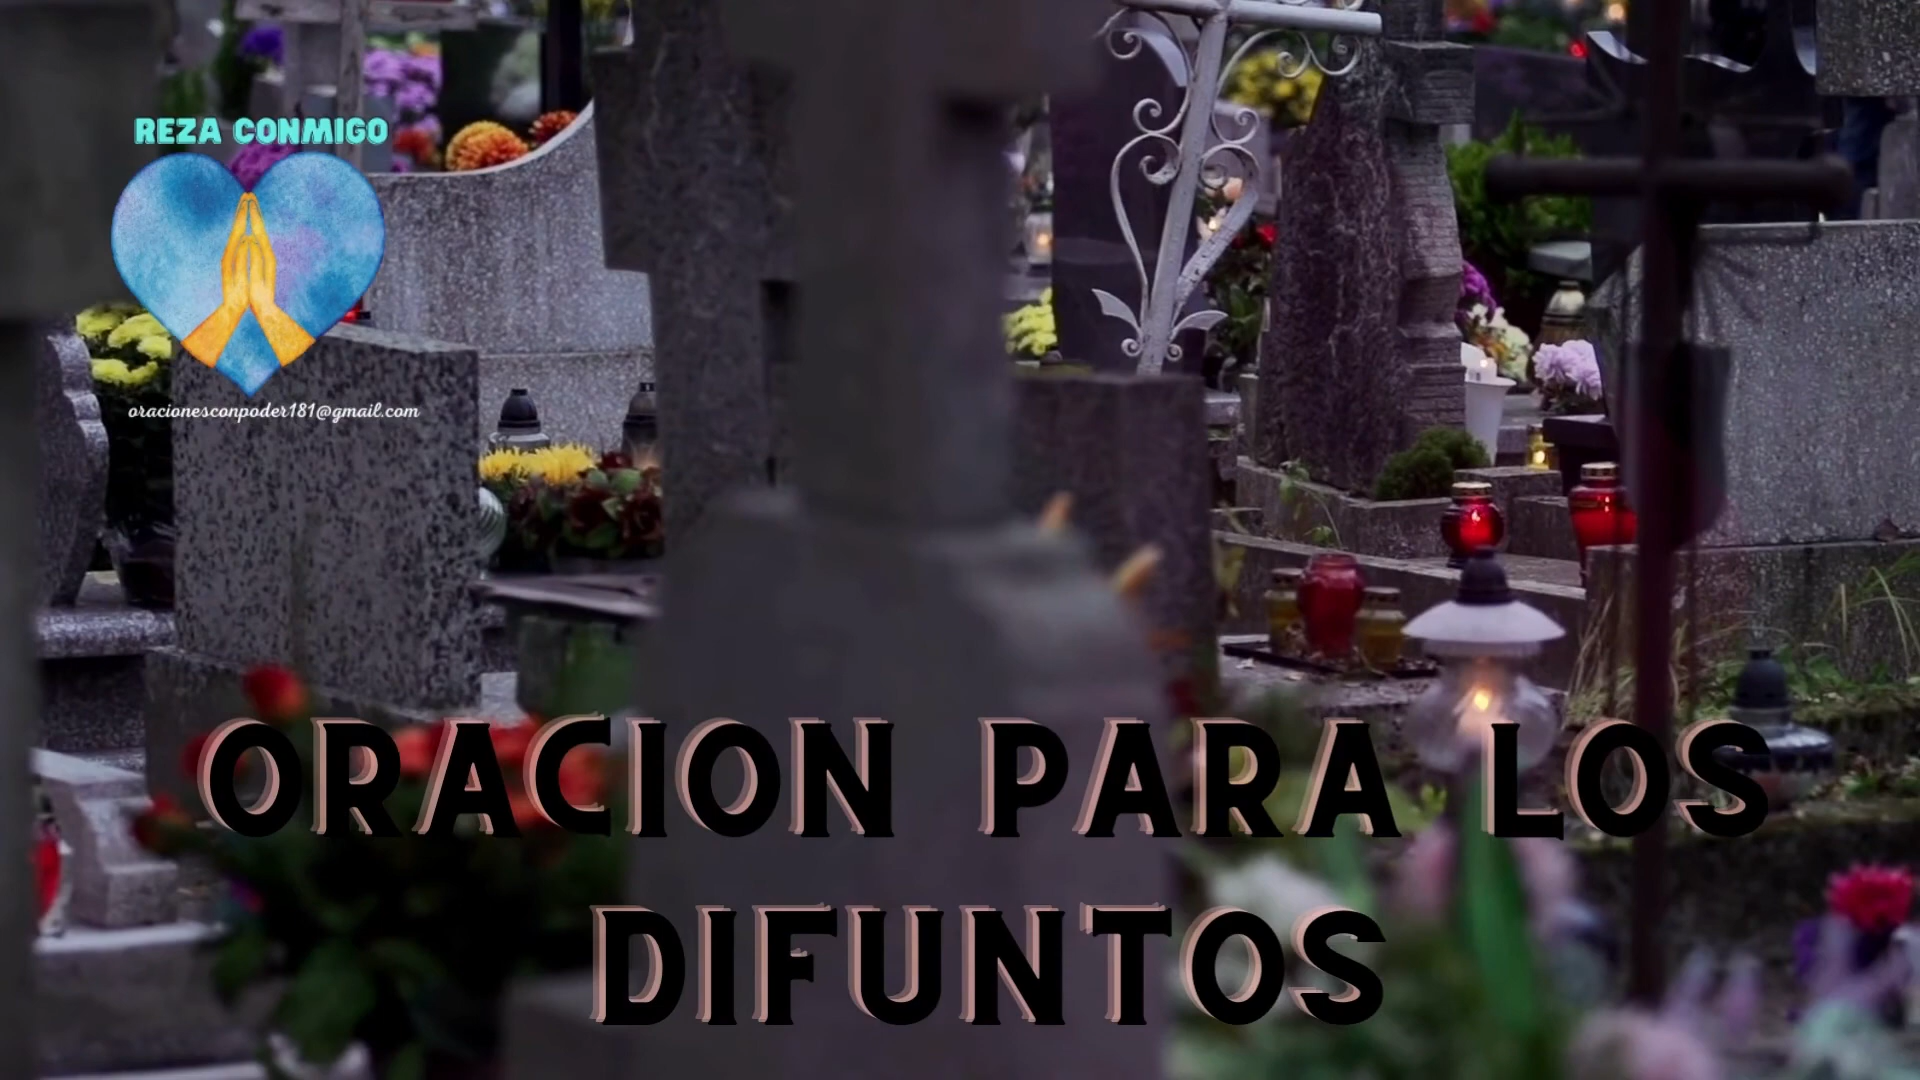 REZA CONMIGO
oracionesconpoder181@gmail.com
ORACION PARA LOS
DIFUNTOS